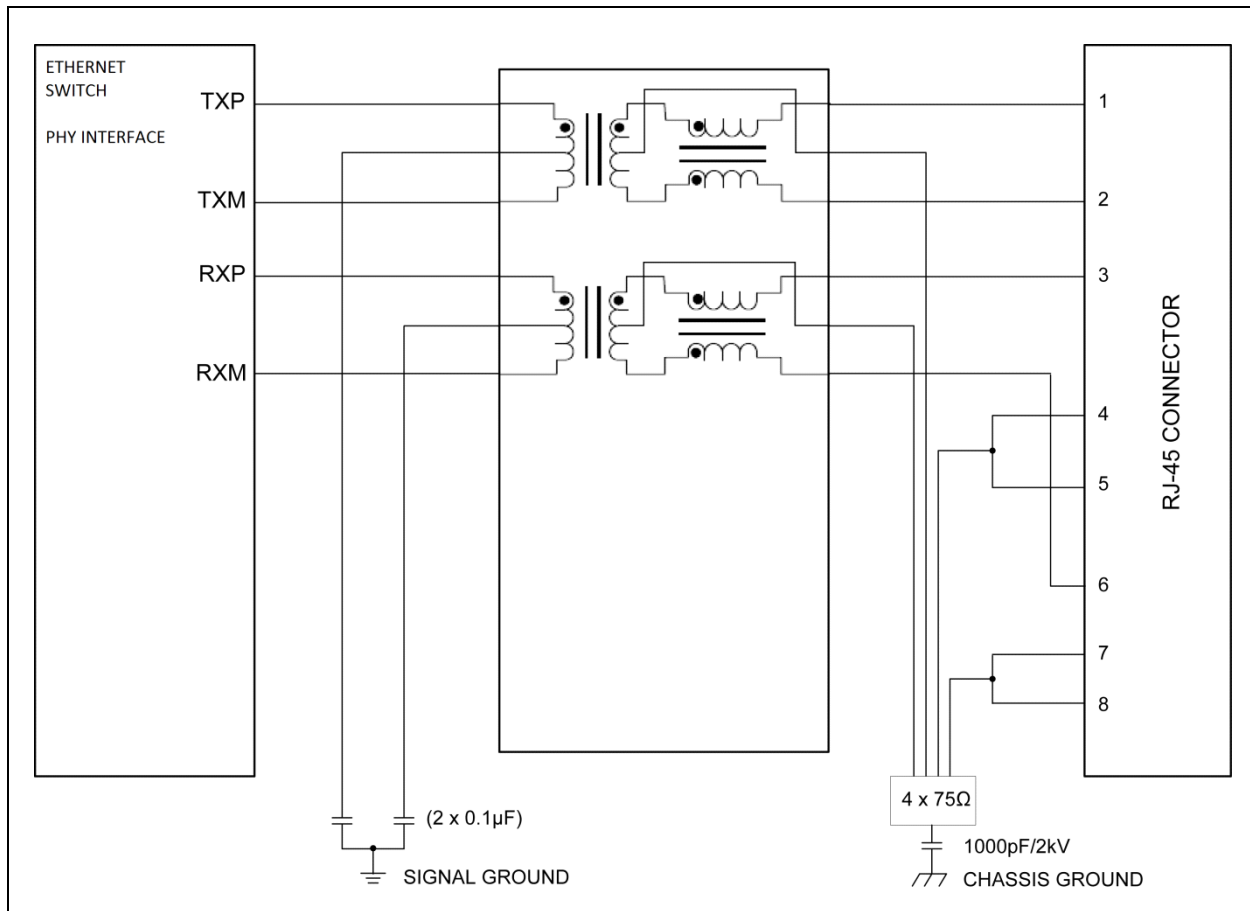 ETHERNET
SWITCH
PHY INTERFACE
TXP
TXM
RXP
RXM
1
2
3
4
5
6
7
8
RJ-45 CONNECTOR
(2 x 0.1µF)
SIGNAL GROUND
4 x 75Ω
1000pF/2kV
CHASSIS GROUND